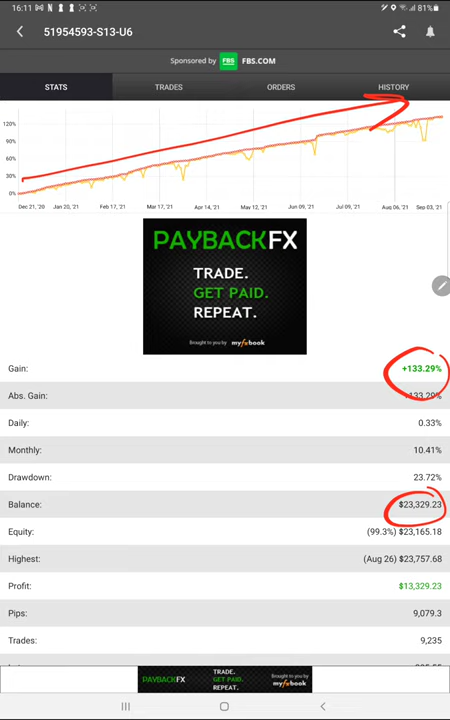 16:11
81%
51954593-S13-U6
Sponsored by FBS FBS.COM
STATS TRADES ORDERS HISTORY
120%
90%
60%
30%
0%
Dec 21, '20 Jan 20, '21 Feb 17, '21 Mar 17, '21 Apr 14, '21 May 12, '21 Jun 09, '21 Jul 09, '21 Aug 06, '21 Sep 03, '21
PAYBACKFX
TRADE.
GET PAID.
REPEAT.
Brought to you by myfxbook
Gain: +133.29%
Abs. Gain: +133.29%
Daily: 0.33%
Monthly: 10.41%
Drawdown: 23.72%
Balance: $23,329.23
Equity: (99.3%) $23,165.18
Highest: (Aug 26) $23,757.68
Profit: $13,329.23
Pips: 9,079.3
Trades: 9,235
PAYBACKFX
TRADE.
GET PAID.
REPEAT.
Brought to you by
myfxbook